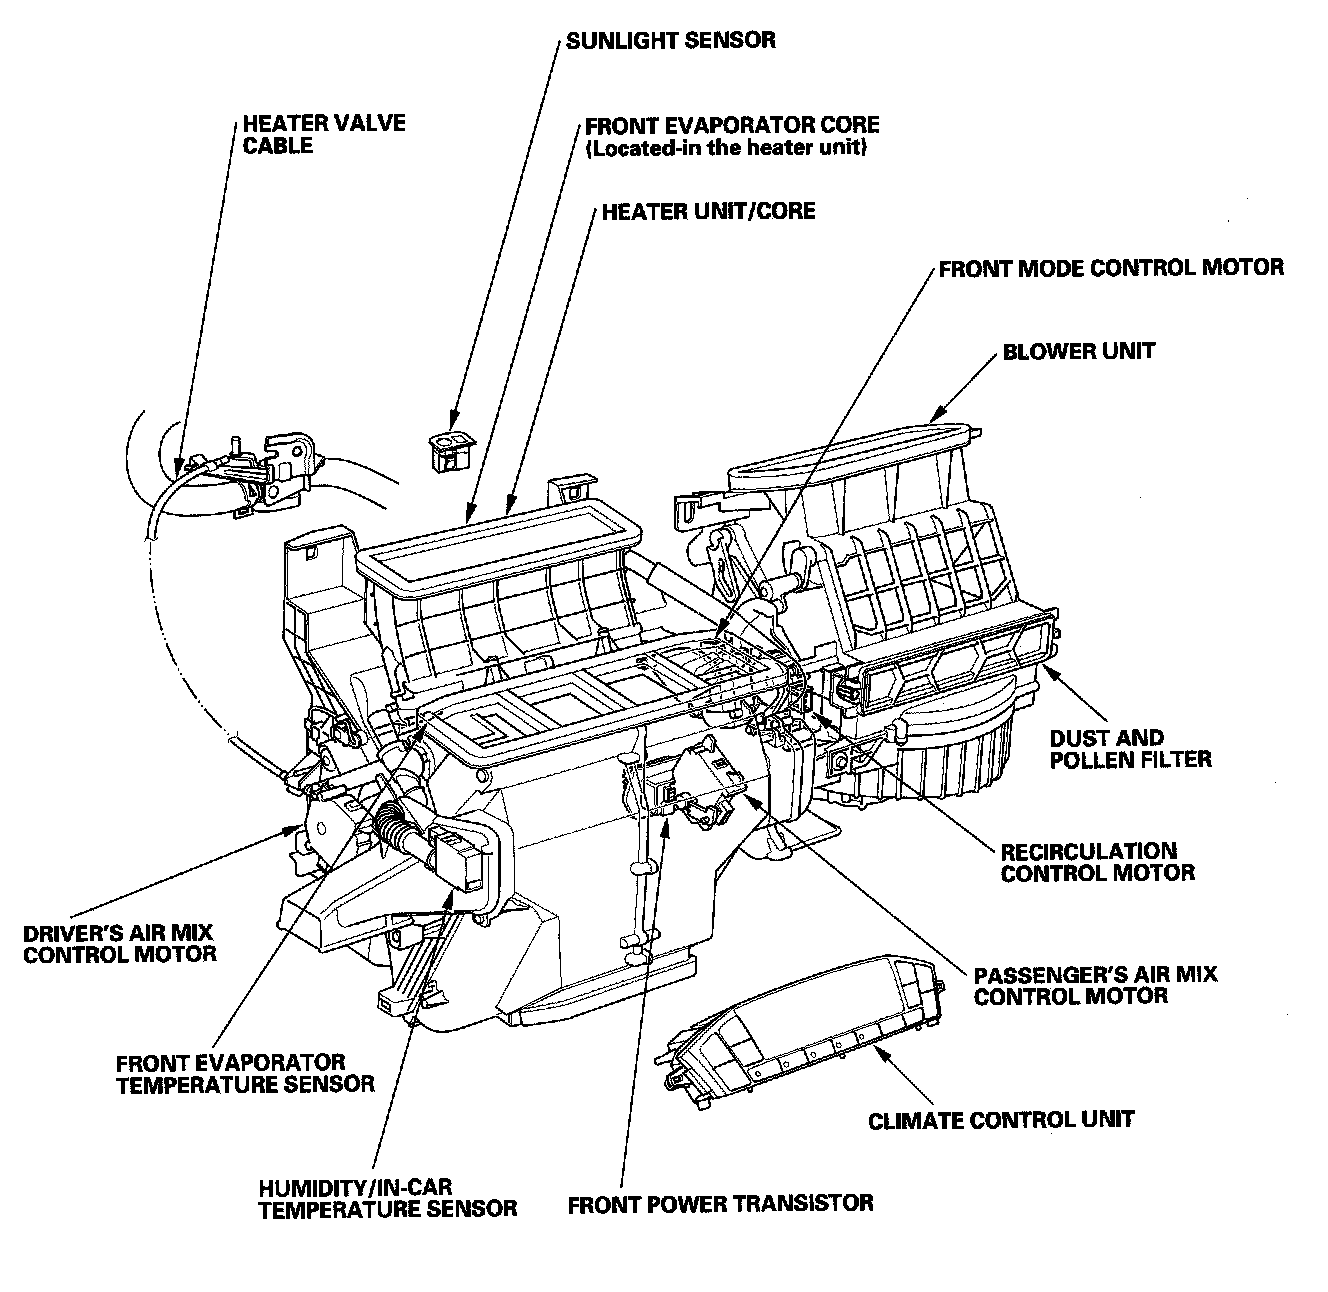 SUNLIGHT SENSOR
HEATER VALVE
CABLE
FRONT EVAPORATOR CORE
(Located-in the heater unit)
HEATER UNIT/CORE
FRONT MODE CONTROL MOTOR
BLOWER UNIT
DUST AND
POLLEN FILTER
RECIRCULATION
CONTROL MOTOR
DRIVER'S AIR MIX
CONTROL MOTOR
PASSENGER'S AIR MIX
CONTROL MOTOR
FRONT EVAPORATOR
TEMPERATURE SENSOR
CLIMATE CONTROL UNIT
HUMIDITY/IN-CAR
TEMPERATURE SENSOR
FRONT POWER TRANSISTOR